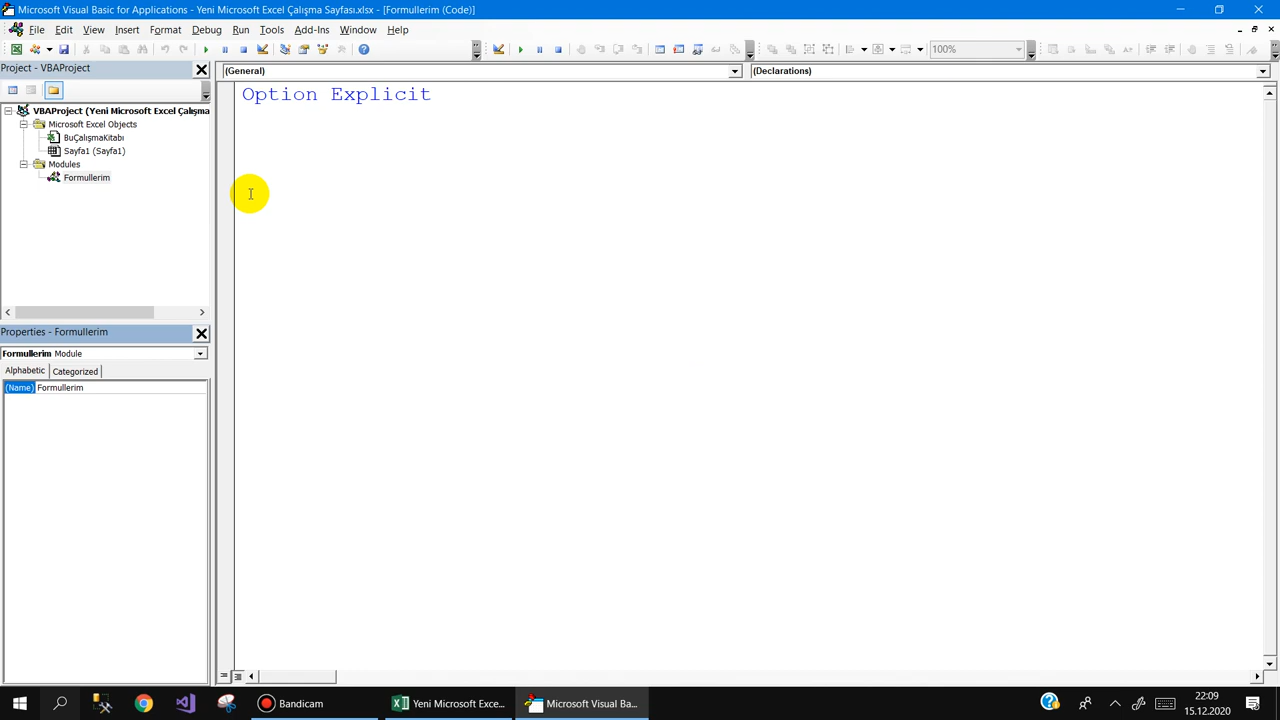 Microsoft Visual Basic for Applications - Yeni Microsoft Excel Çalışma Sayfası.xlsx - [Formullerim (Code)]
File Edit View Insert Format Debug Run Tools Add-Ins Window Help
100%
Project - VBAProject
(General)
(Declarations)
VBAProject (Yeni Microsoft Excel Çalışma
Microsoft Excel Objects
BuÇalışmaKitabı
Sayfa1 (Sayfa1)
Modules
Formullerim
Option Explicit
Properties - Formullerim
Formullerim Module
Alphabetic Categorized
(Name) Formullerim
Bandicam
Yeni Microsoft Exce...
Microsoft Visual Ba...
22:09
15.12.2020